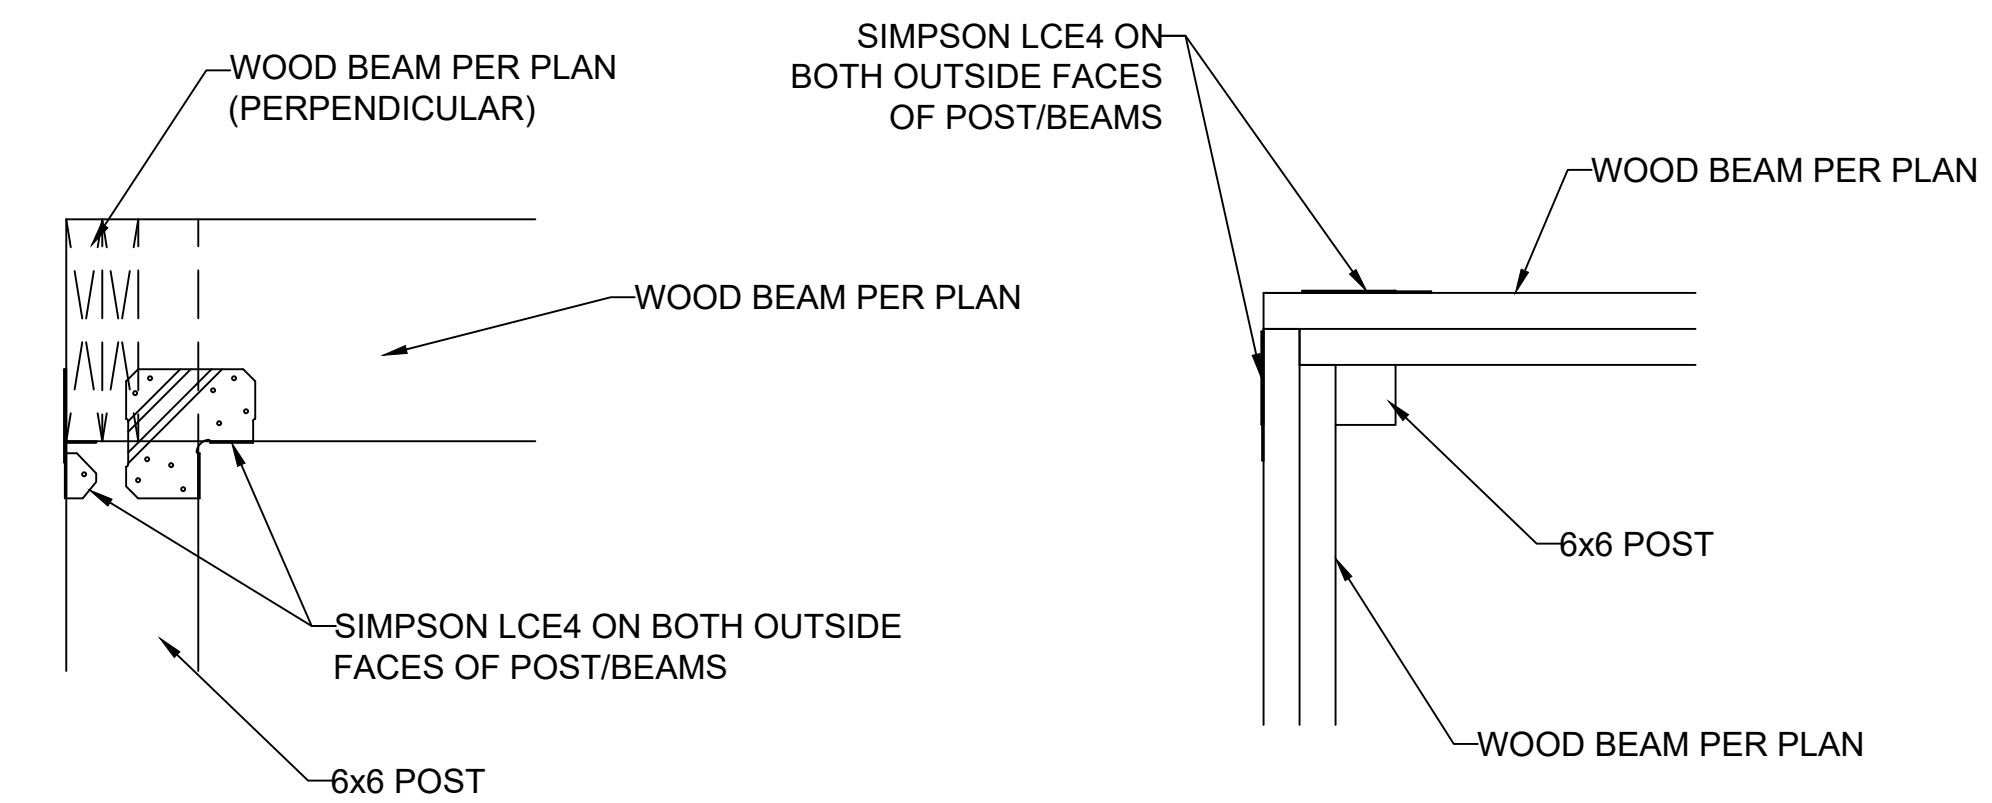 WOOD BEAM PER PLAN
(PERPENDICULAR)
WOOD BEAM PER PLAN
SIMPSON LCE4 ON BOTH OUTSIDE
FACES OF POST/BEAMS
6x6 POST
SIMPSON LCE4 ON
BOTH OUTSIDE FACES
OF POST/BEAMS
WOOD BEAM PER PLAN
6x6 POST
WOOD BEAM PER PLAN